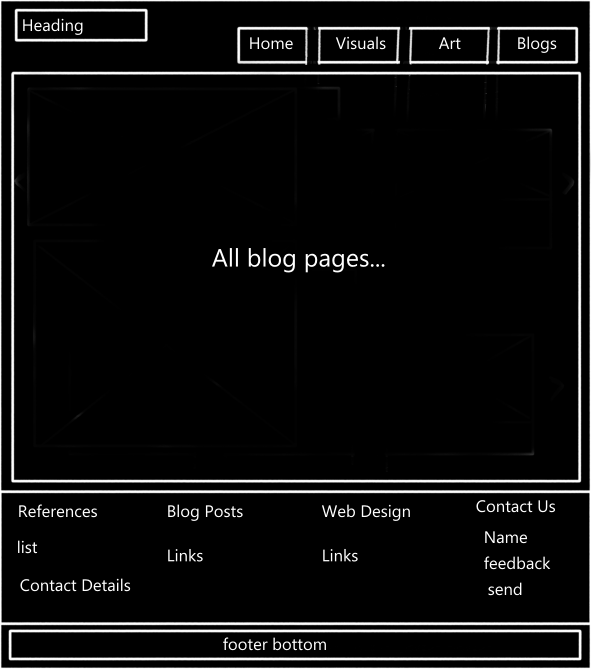 Heading
Home Visuals Art Blogs
All blog pages...
References Blog Posts Web Design Contact Us
list Links Links Name
Contact Details feedback
send
footer bottom